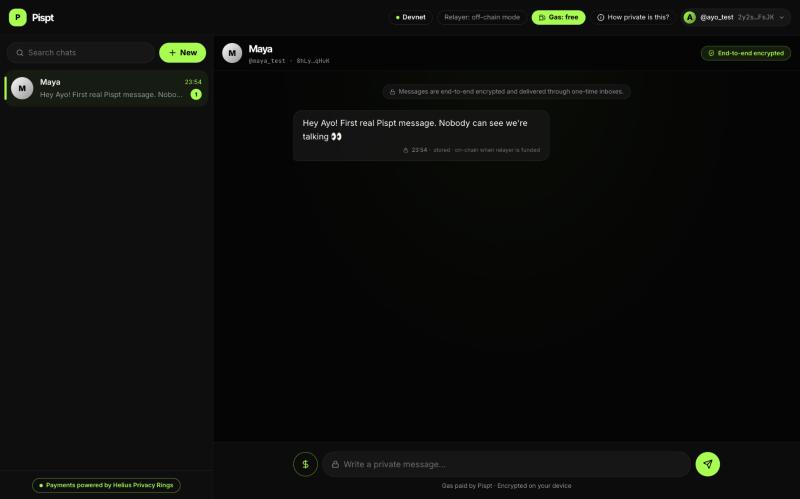 P Pispt
Devnet
Relayer: off-chain mode
Gas: free
How private is this?
A @ayo_test 2y2s…FsJK
Search chats
+ New
M Maya 23:54
Hey Ayo! First real Pispt message. Nobo... 1
M Maya
@maya_test · 8hLy…qHuK
End-to-end encrypted
Messages are end-to-end encrypted and delivered through one-time inboxes.
Hey Ayo! First real Pispt message. Nobody can see we're
talking 👀
23:54 · stored · on-chain when relayer is funded
$ Write a private message...
Payments powered by Helius Privacy Rings
Gas paid by Pispt · Encrypted on your device